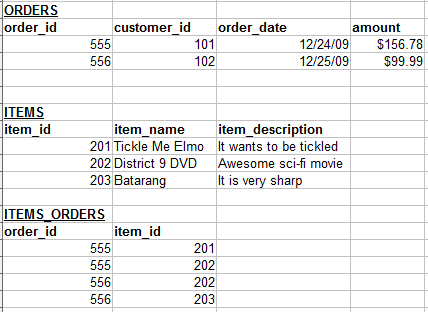 ORDERS
order_id customer_id order_date amount
555 101 12/24/09 $156.78
556 102 12/25/09 $99.99
ITEMS
item_id item_name item_description
201 Tickle Me Elmo It wants to be tickled
202 District 9 DVD Awesome sci-fi movie
203 Batarang It is very sharp
ITEMS_ORDERS
order_id item_id
555 201
555 202
556 202
556 203